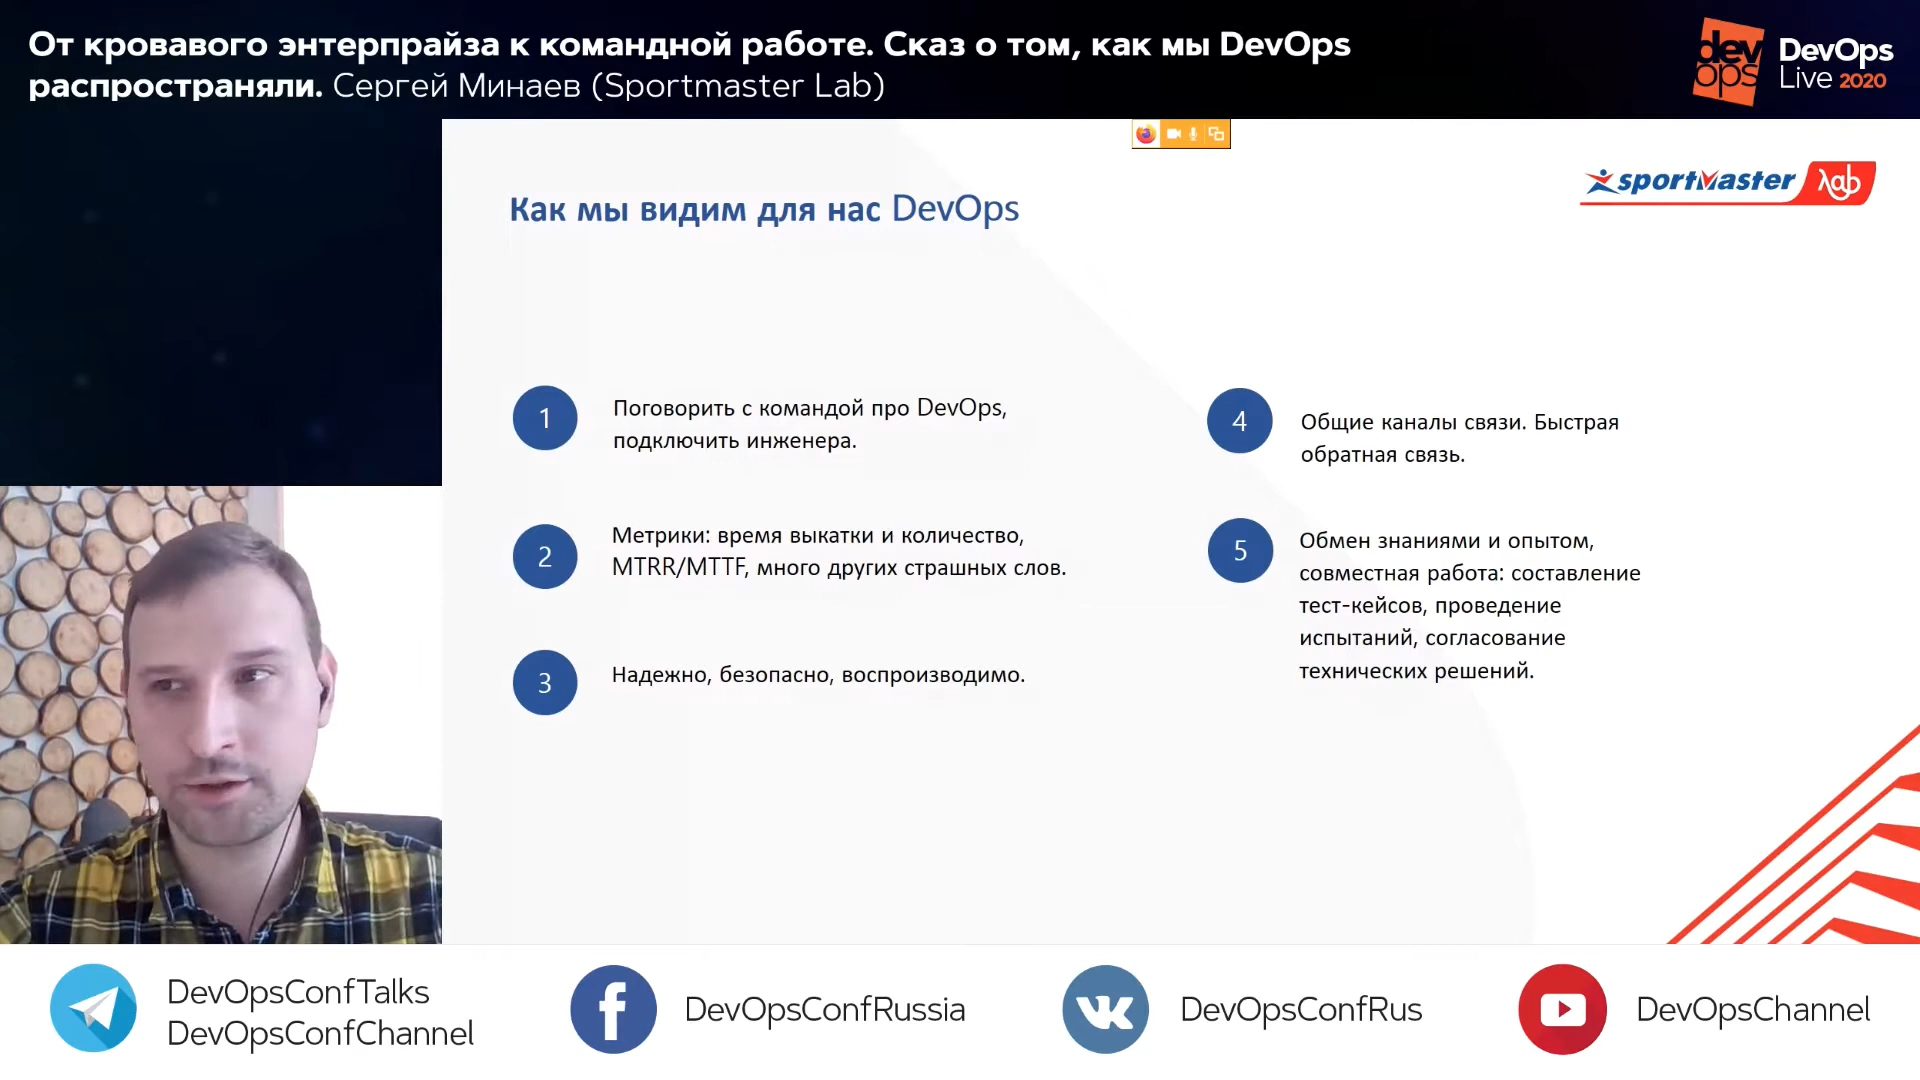 От кровавого энтерпрайза к командной работе. Сказ о том, как мы DevOps
распространяли. Сергей Минаев (Sportmaster Lab)
dev
ops
DevOps
Live 2020
sportmaster lab
Как мы видим для нас DevOps
1
Поговорить с командой про DevOps,
подключить инженера.
2
Метрики: время выкатки и количество,
MTRR/MTTF, много других страшных слов.
3
Надежно, безопасно, воспроизводимо.
4
Общие каналы связи. Быстрая
обратная связь.
5
Обмен знаниями и опытом,
совместная работа: составление
тест-кейсов, проведение
испытаний, согласование
технических решений.
DevOpsConfTalks
DevOpsConfChannel
DevOpsConfRussia
DevOpsConfRus
DevOpsChannel